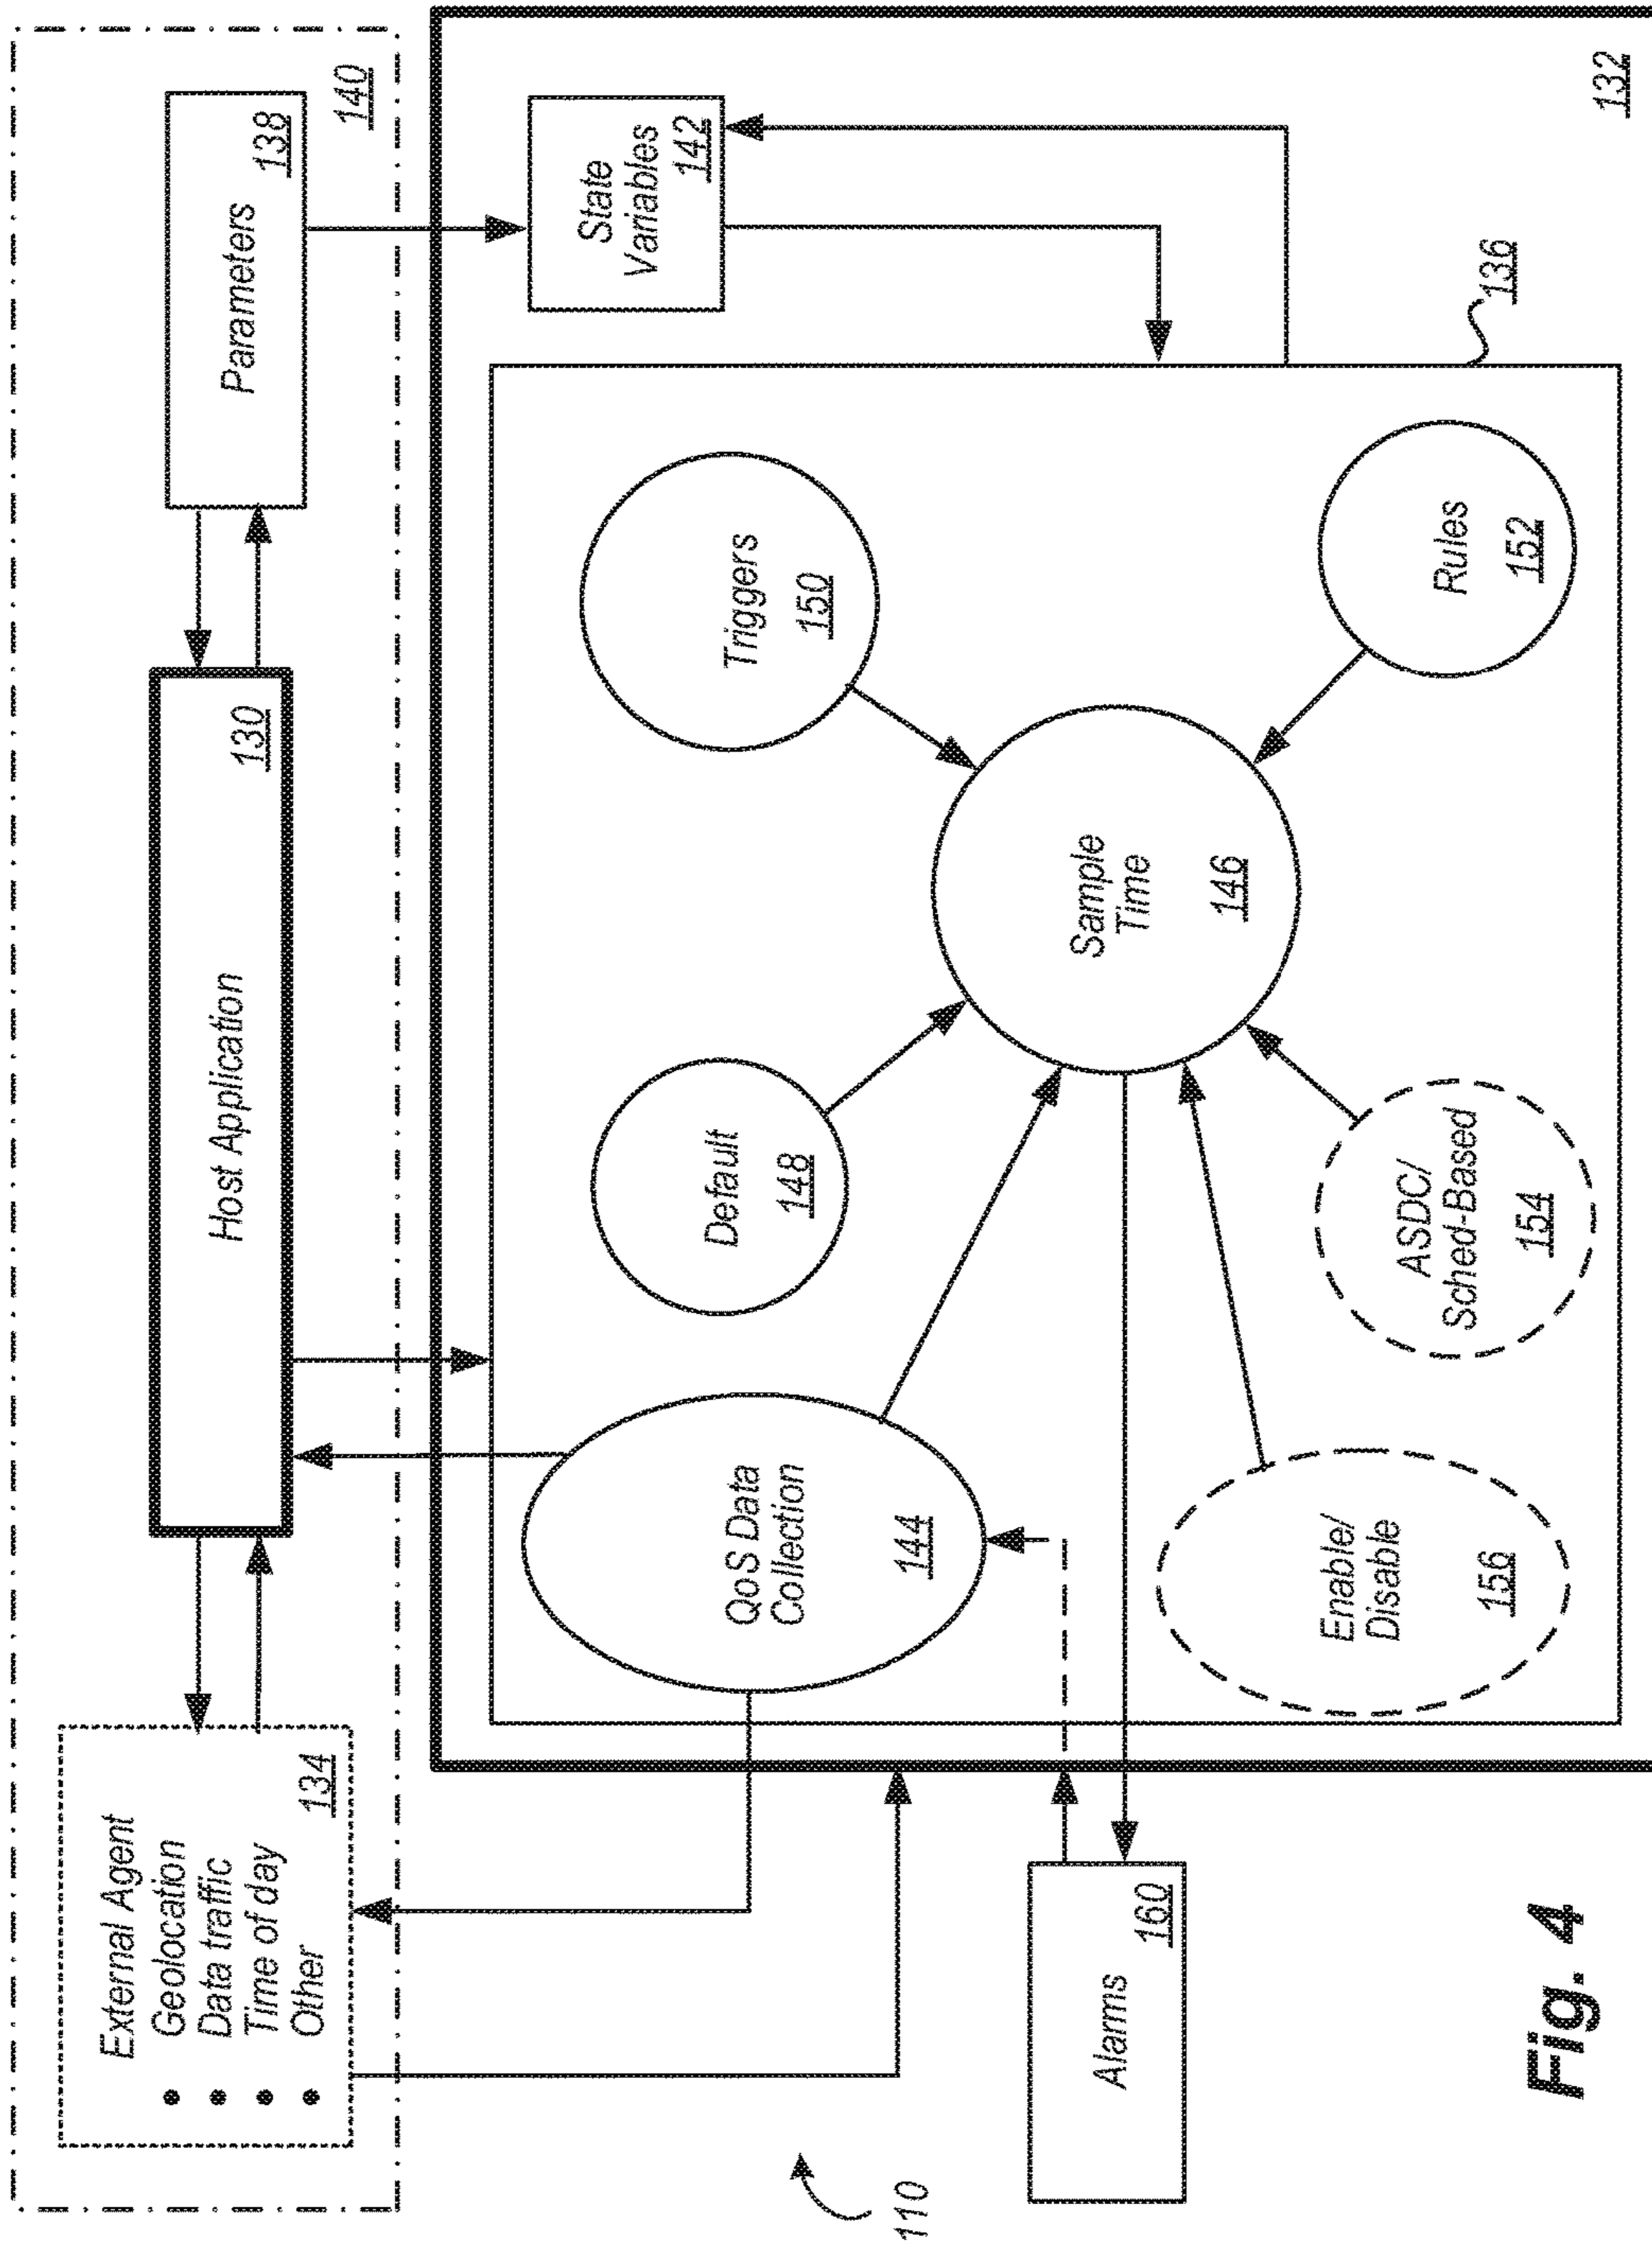 External Agent
• Geolocation
• Data traffic
• Time of day
• Other
134
Host Application
130
Parameters
138
140
110
State
Variables
142
QoS Data
Collection
144
Default
148
Triggers
150
Sample
Time
146
Enable/
Disable
156
ASDC/
Sched-Based
154
Rules
152
136
132
Alarms
160
Fig. 4